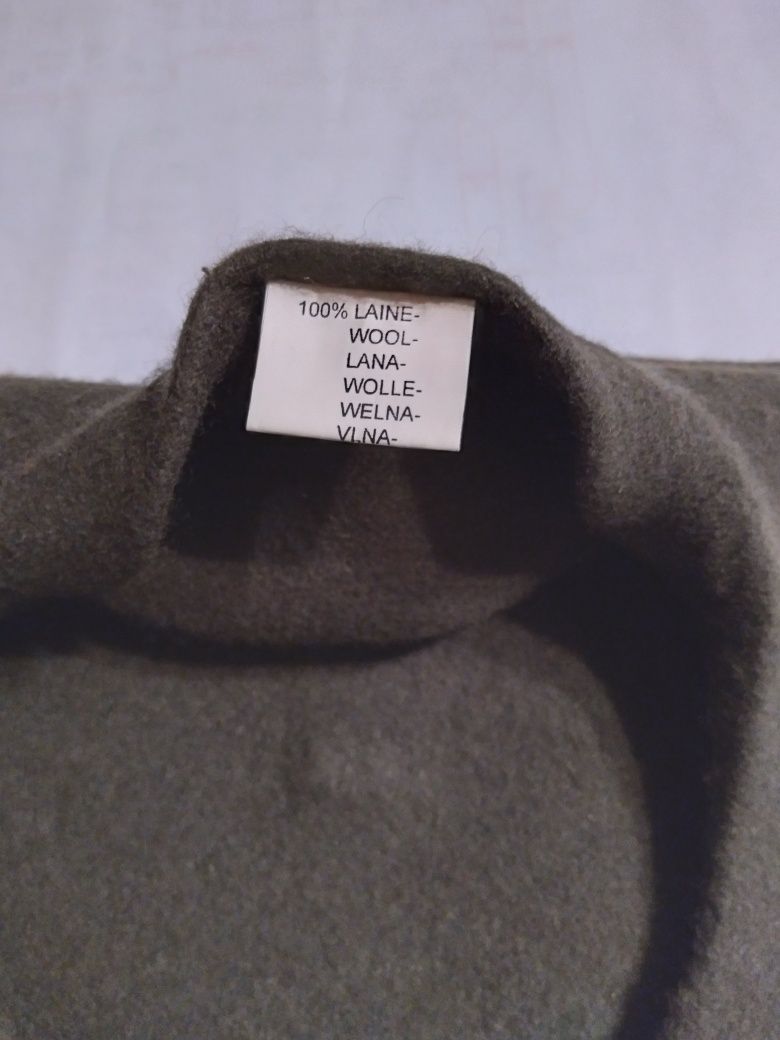 100% LAINE-
WOOL-
LANA-
WOLLE-
WELNA-
VLNA-